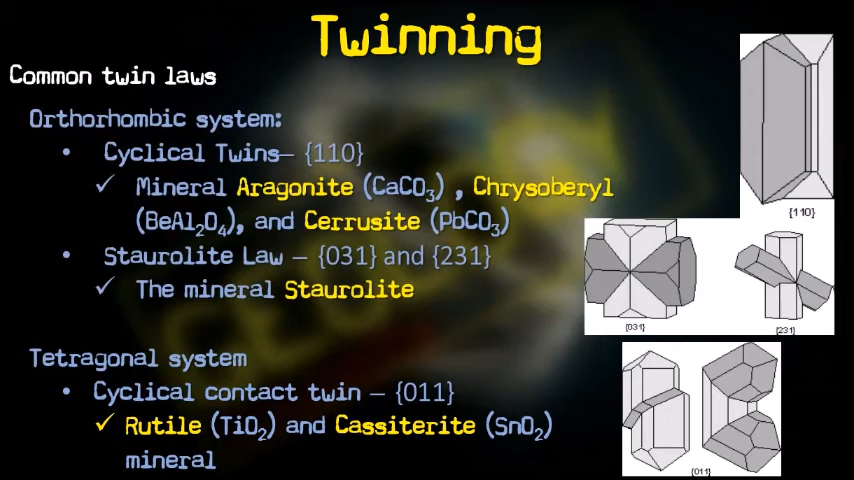 Twinning
Common twin laws
Orthorhombic system:
• Cyclical Twins– {110}
✓ Mineral Aragonite (CaCO₃) , Chrysoberyl
(BeAl₂O₄), and Cerrusite (PbCO₃)
• Staurolite Law – {031} and {231}
✓ The mineral Staurolite
Tetragonal system
• Cyclical contact twin – {011}
✓ Rutile (TiO₂) and Cassiterite (SnO₂)
mineral
{110}
{031}
{231}
{011}